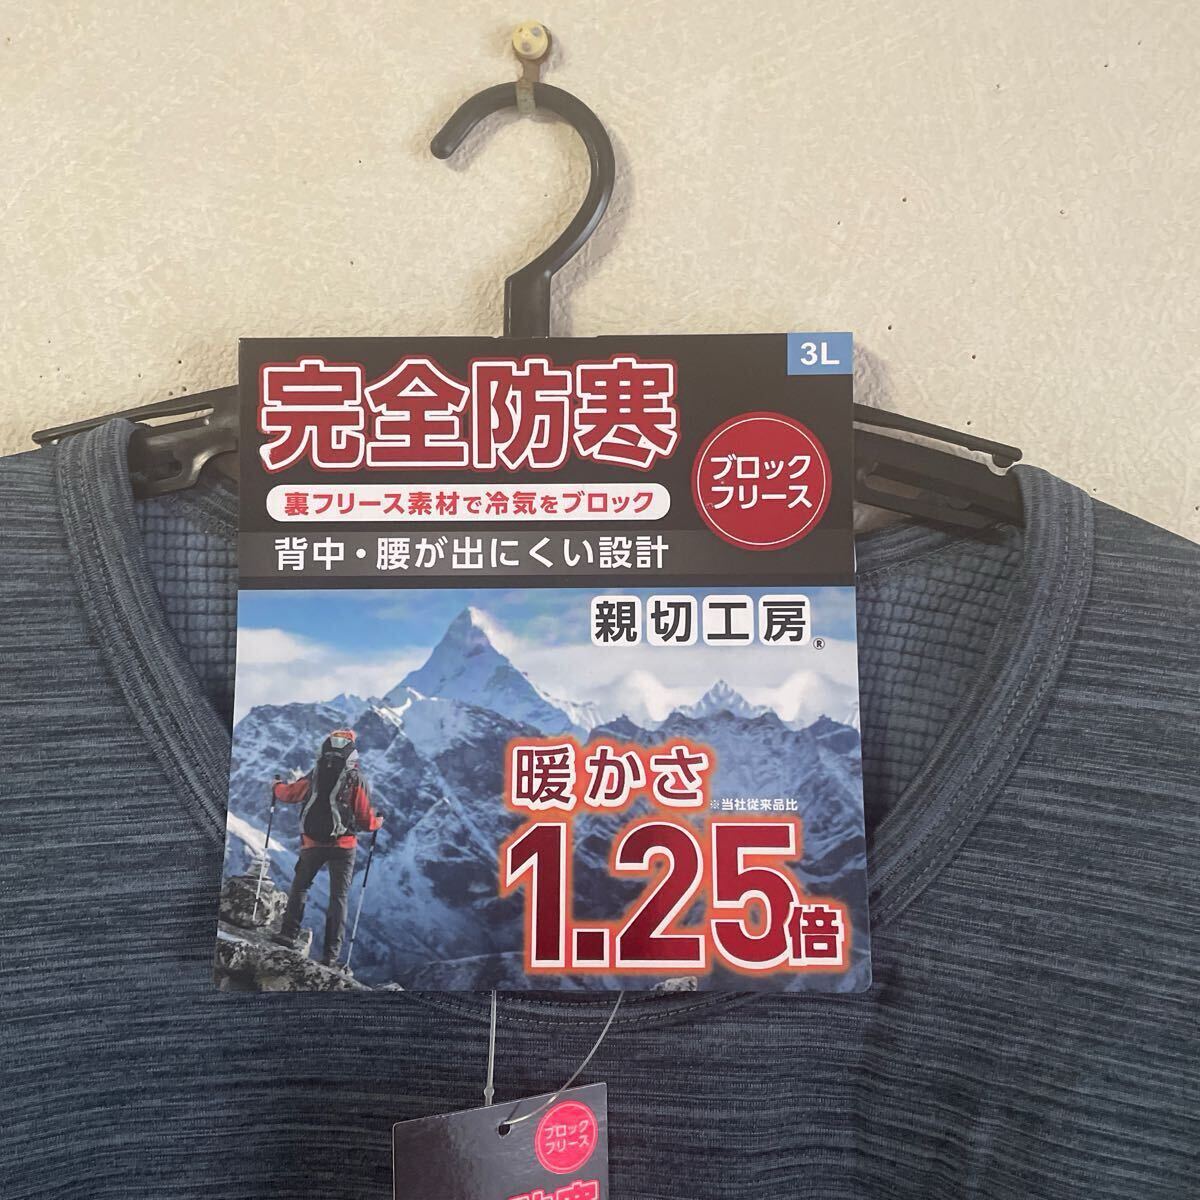 3L
完全防寒
ブロック
フリース
裏フリース素材で冷気をブロック
背中・腰が出にくい設計
親切工房®
暖かさ
※当社従来品比
1.25倍
ブロック
フリース